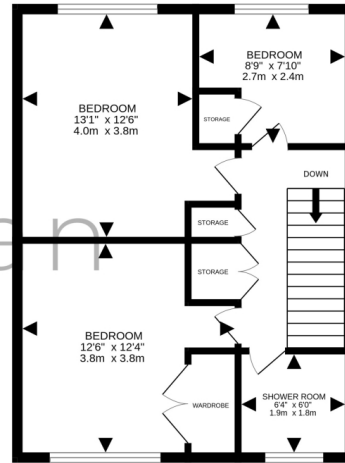 BEDROOM
8'9" x 7'10"
2.7m x 2.4m
BEDROOM
13'1" x 12'6"
4.0m x 3.8m
STORAGE
DOWN
STORAGE
STORAGE
BEDROOM
12'6" x 12'4"
3.8m x 3.8m
WARDROBE
SHOWER ROOM
6'4" x 6'0"
1.9m x 1.8m